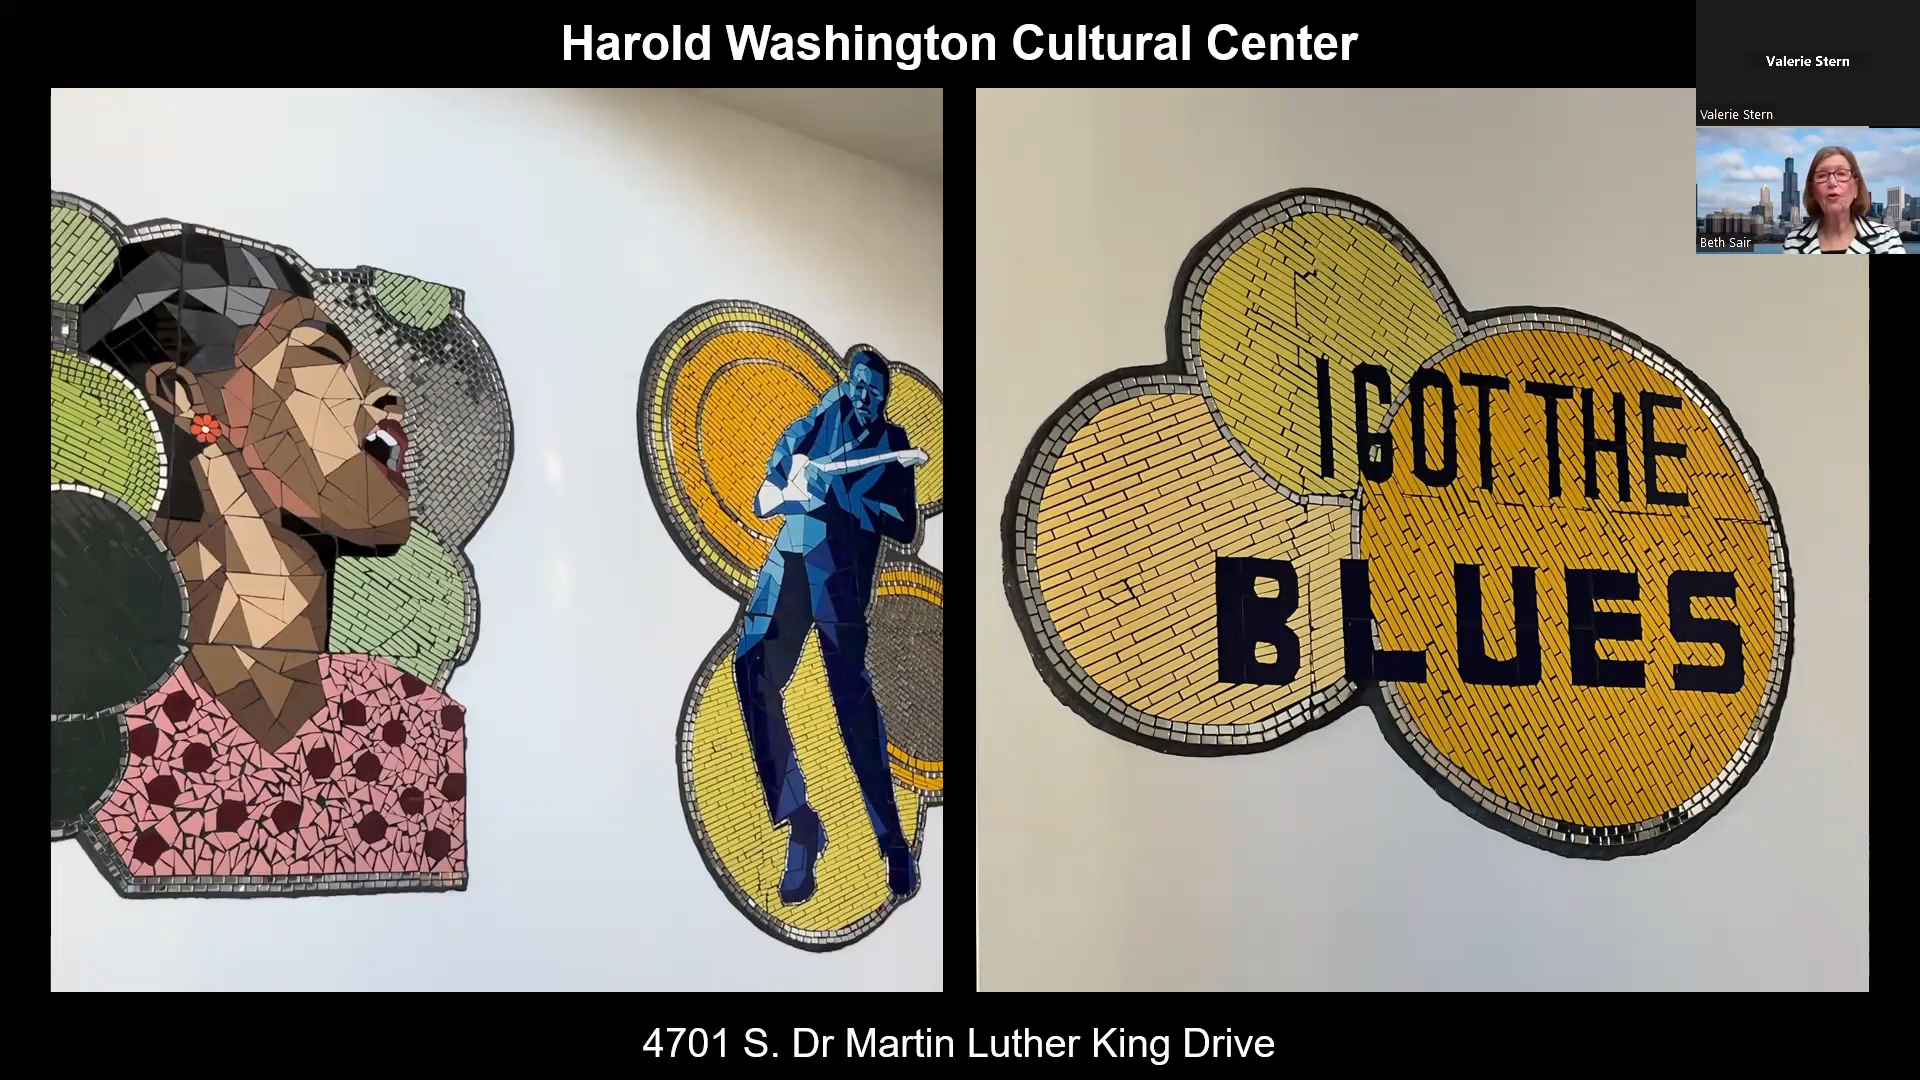 Harold Washington Cultural Center
Valerie Stern
Valerie Stern
Beth Sair
I GOT THE
BLUES
4701 S. Dr Martin Luther King Drive